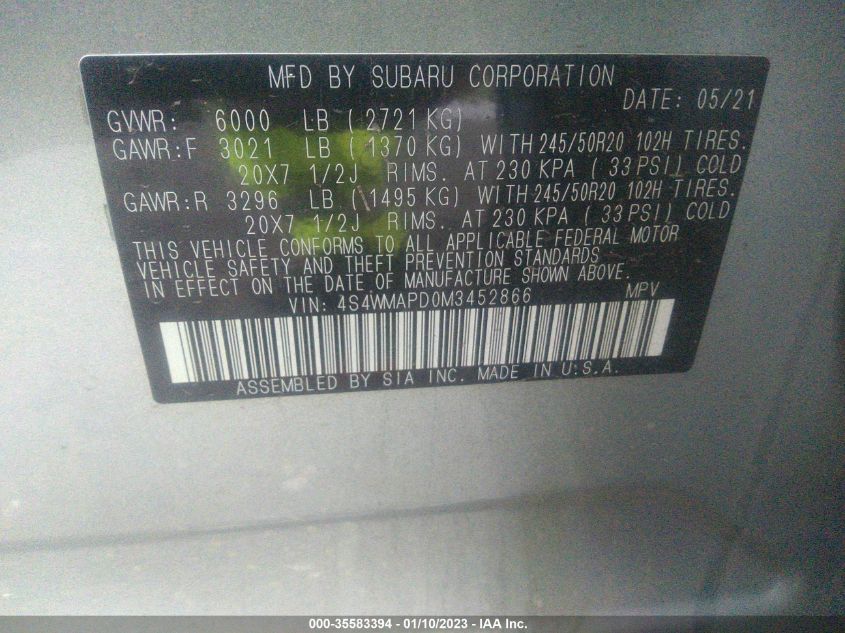 MFD BY SUBARU CORPORATION
DATE: 05/21
GVWR: 6000 LB (2721 KG)
GAWR:F 3021 LB (1370 KG) WITH 245/50R20 102H TIRES.
20X7 1/2J RIMS. AT 230 KPA (33 PSI) COLD
GAWR:R 3296 LB (1495 KG) WITH 245/50R20 102H TIRES.
20X7 1/2J RIMS. AT 230 KPA (33 PSI) COLD
THIS VEHICLE CONFORMS TO ALL APPLICABLE FEDERAL MOTOR
VEHICLE SAFETY AND THEFT PREVENTION STANDARDS
IN EFFECT ON THE DATE OF MANUFACTURE SHOWN ABOVE.
VIN: 4S4WMAPD0M3452866 MPV
ASSEMBLED BY SIA INC. MADE IN U.S.A.
000-35583394 - 01/10/2023 - IAA Inc.